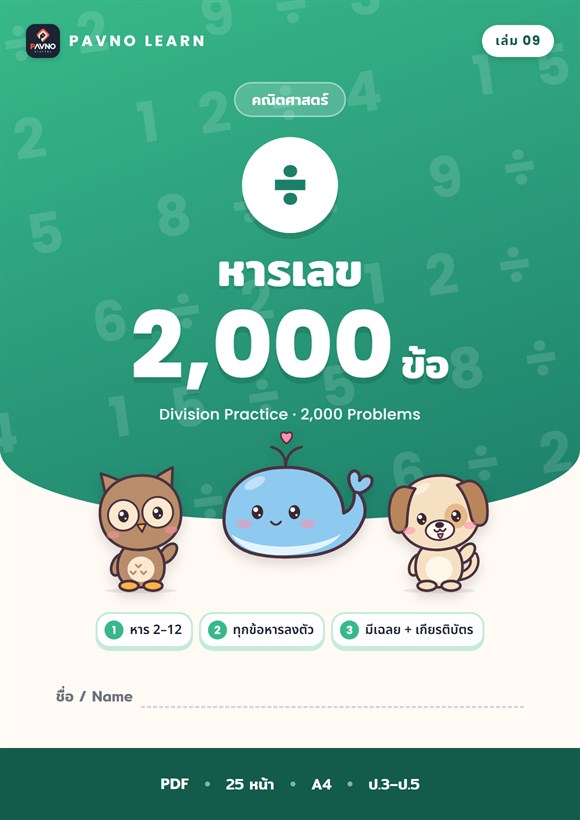 PAVNO
PAVNO LEARN
เล่ม 09
คณิตศาสตร์
÷
หารเลข
2,000 ข้อ
Division Practice · 2,000 Problems
1 หาร 2–12
2 ทุกข้อหารลงตัว
3 มีเฉลย + เกียรติบัตร
ชื่อ / Name
PDF • 25 หน้า • A4 • ป.3–ป.5